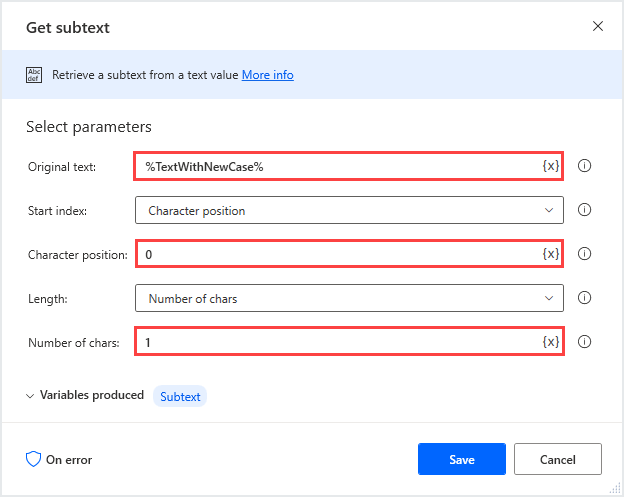 Get subtext
Abc
def
Retrieve a subtext from a text value More info
Select parameters
Original text: %TextWithNewCase% {x}
Start index: Character position
Character position: 0 {x}
Length: Number of chars
Number of chars: 1 {x}
Variables produced Subtext
On error Save Cancel